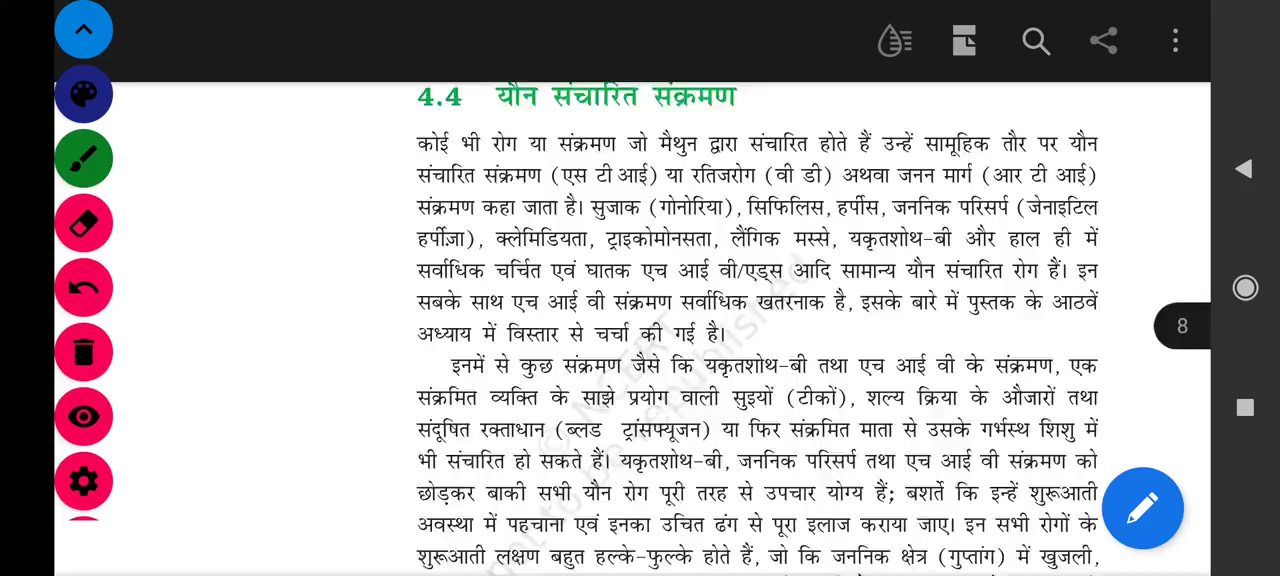 4.4 यौन संचारित संक्रमण
कोई भी रोग या संक्रमण जो मैथुन द्वारा संचारित होते हैं उन्हें सामूहिक तौर पर यौन
संचारित संक्रमण (एस टी आई) या रतिजरोग (वी डी) अथवा जनन मार्ग (आर टी आई)
संक्रमण कहा जाता है। सुजाक (गोनोरिया), सिफिलिस, हर्पीस, जननिक परिसर्प (जेनाइटिल
हर्पीज़ा), क्लेमिडियता, ट्राइकोमोनसता, लैंगिक मस्से, यकृतशोथ-बी और हाल ही में
सर्वाधिक चर्चित एवं घातक एच आई वी/एड्स आदि सामान्य यौन संचारित रोग हैं। इन
सबके साथ एच आई वी संक्रमण सर्वाधिक खतरनाक है, इसके बारे में पुस्तक के आठवें
अध्याय में विस्तार से चर्चा की गई है।
8
इनमें से कुछ संक्रमण जैसे कि यकृतशोथ-बी तथा एच आई वी के संक्रमण, एक
संक्रमित व्यक्ति के साझे प्रयोग वाली सुइयों (टीकों), शल्य क्रिया के औजारों तथा
संदूषित रक्ताधान (ब्लड ट्रांसफ्यूजन) या फिर संक्रमित माता से उसके गर्भस्थ शिशु में
भी संचारित हो सकते हैं। यकृतशोथ-बी, जननिक परिसर्प तथा एच आई वी संक्रमण को
छोड़कर बाकी सभी यौन रोग पूरी तरह से उपचार योग्य हैं; बशर्ते कि इन्हें शुरूआती
अवस्था में पहचाना एवं इनका उचित ढंग से पूरा इलाज कराया जाए। इन सभी रोगों के
शुरूआती लक्षण बहुत हल्के-फुल्के होते हैं, जो कि जननिक क्षेत्र (गुप्तांग) में खुजली,
© NCERT
not to be republished